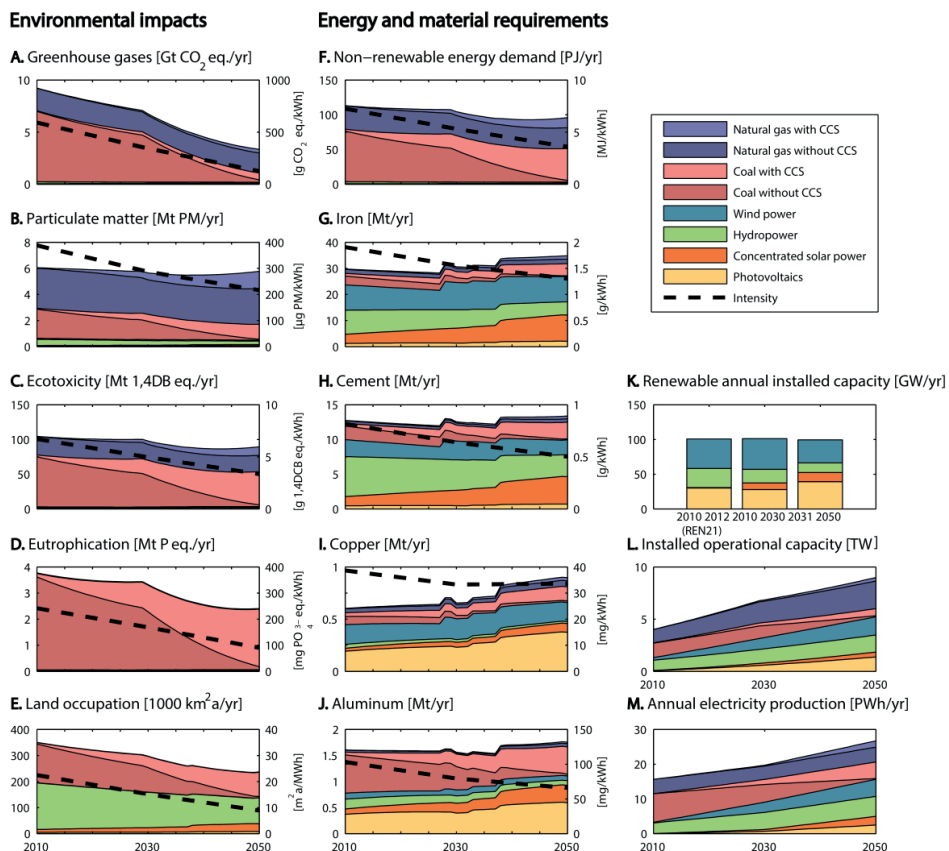 Environmental impacts
Energy and material requirements
A. Greenhouse gases [Gt CO2 eq./yr)
10
5
0
1000
500
0
[g CO2 eq./kWh]
B. Particulate matter [Mt PM/yr]
8
6
4
2
0
400
300
200
100
0
[µg PM/kWh]
C. Ecotoxicity [Mt 1,4DB eq./yr]
150
100
50
0
10
5
0
[g 1,4DCB eq./kWh]
D. Eutrophication [Mt P eq./yr]
4
3
2
1
0
400
300
200
100
0
[mg PO4 3− eq./kWh]
E. Land occupation [1000 km2a/yr]
400
300
200
100
0
40
30
20
10
0
[m2a/MWh]
2010 2030 2050
F. Non−renewable energy demand [PJ/yr]
150
100
50
0
10
5
0
[MJ/kWh]
G. Iron [Mt/yr]
40
30
20
10
0
2
1.5
1
0.5
0
[g/kWh]
H. Cement [Mt/yr]
15
10
5
0
1
0.5
0
[g/kWh]
I. Copper [Mt/yr]
1
0.5
0
40
30
20
10
0
[mg/kWh]
J. Aluminum [Mt/yr]
2
1.5
1
0.5
0
150
100
50
0
[mg/kWh]
2010 2030 2050
Natural gas with CCS
Natural gas without CCS
Coal with CCS
Coal without CCS
Wind power
Hydropower
Concentrated solar power
Photovoltaics
Intensity
K. Renewable annual installed capacity [GW/yr]
150
100
50
0
2010 2012 2010 2030 2031 2050
(REN21)
L. Installed operational capacity [TW]
10
5
0
2010 2030 2050
M. Annual electricity production [PWh/yr]
30
20
10
0
2010 2030 2050